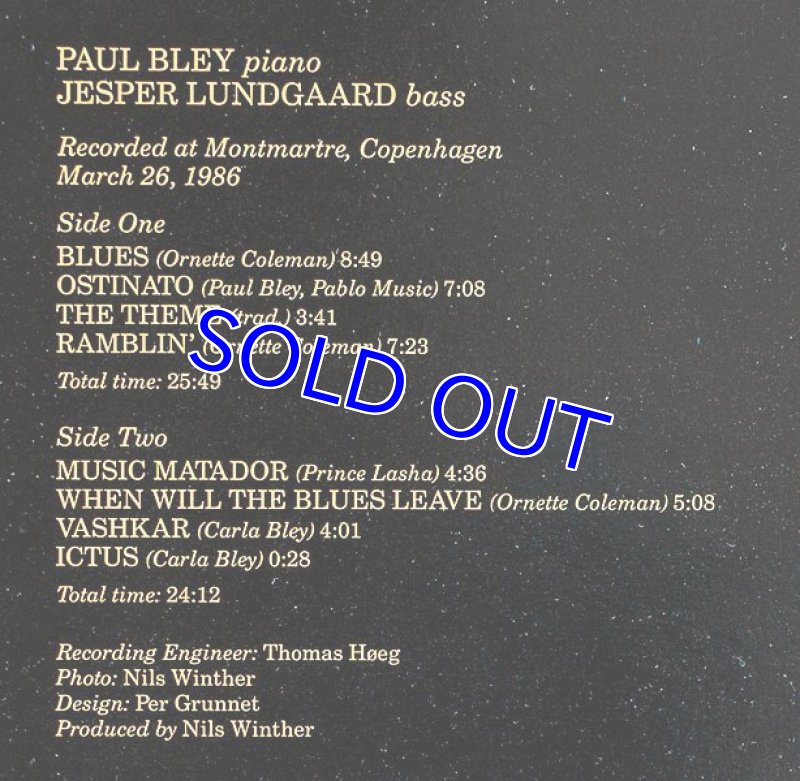 PAUL BLEY piano
JESPER LUNDGAARD bass
Recorded at Montmartre, Copenhagen
March 26, 1986
Side One
BLUES (Ornette Coleman) 8:49
OSTINATO (Paul Bley, Pablo Music) 7:08
THE THEME (trad.) 3:41
RAMBLIN' (Ornette Coleman) 7:23
Total time: 25:49
SOLD OUT
Side Two
MUSIC MATADOR (Prince Lasha) 4:36
WHEN WILL THE BLUES LEAVE (Ornette Coleman) 5:08
VASHKAR (Carla Bley) 4:01
ICTUS (Carla Bley) 0:28
Total time: 24:12
Recording Engineer: Thomas Høeg
Photo: Nils Winther
Design: Per Grunnet
Produced by Nils Winther